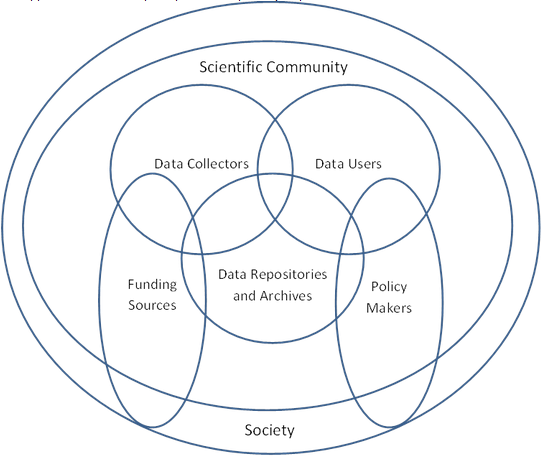 Scientific Community
Data Collectors
Data Users
Data Repositories
and Archives
Funding
Sources
Policy
Makers
Society